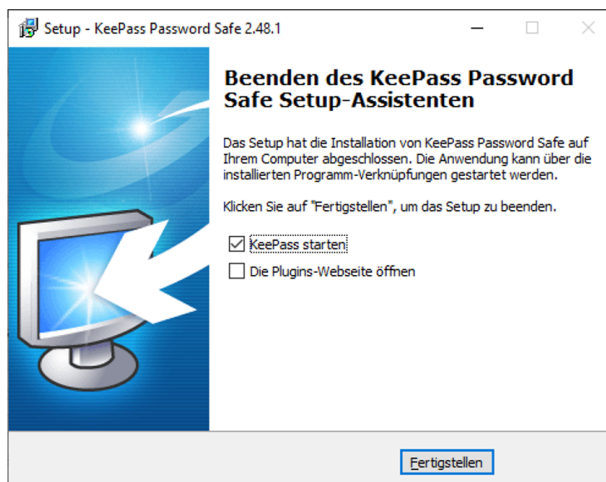 Setup - KeePass Password Safe 2.48.1
Beenden des KeePass Password
Safe Setup-Assistenten
Das Setup hat die Installation von KeePass Password Safe auf
Ihrem Computer abgeschlossen. Die Anwendung kann über die
installierten Programm-Verknüpfungen gestartet werden.
Klicken Sie auf "Fertigstellen", um das Setup zu beenden.
KeePass starten
Die Plugins-Webseite öffnen
Fertigstellen